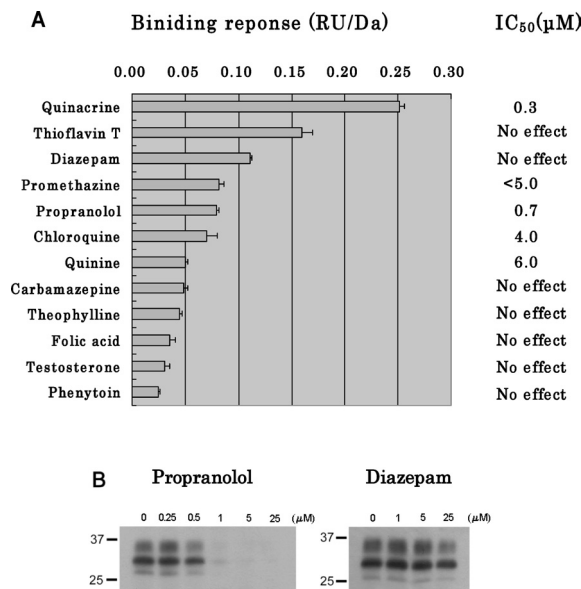 A Biniding reponse (RU/Da) IC50(µM)
0.00 0.05 0.10 0.15 0.20 0.25 0.30
Quinacrine 0.3
Thioflavin T No effect
Diazepam No effect
Promethazine <5.0
Propranolol 0.7
Chloroquine 4.0
Quinine 6.0
Carbamazepine No effect
Theophylline No effect
Folic acid No effect
Testosterone No effect
Phenytoin No effect
B Propranolol Diazepam
0 0.25 0.5 1 5 25 (µM) 0 1 5 25 (µM)
37 37
25 25